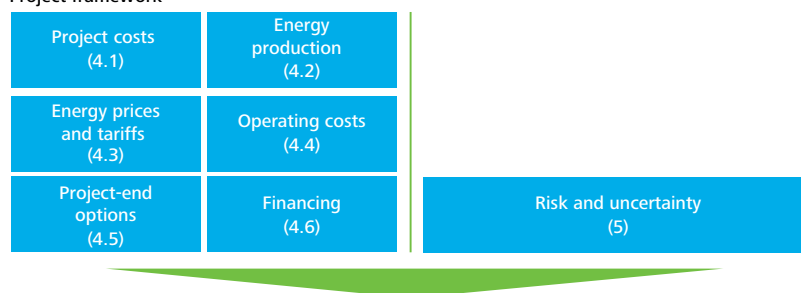 Project framework
Project costs
(4.1)
Energy
production
(4.2)
Energy prices
and tariffs
(4.3)
Operating costs
(4.4)
Project-end
options
(4.5)
Financing
(4.6)
Risk and uncertainty
(5)